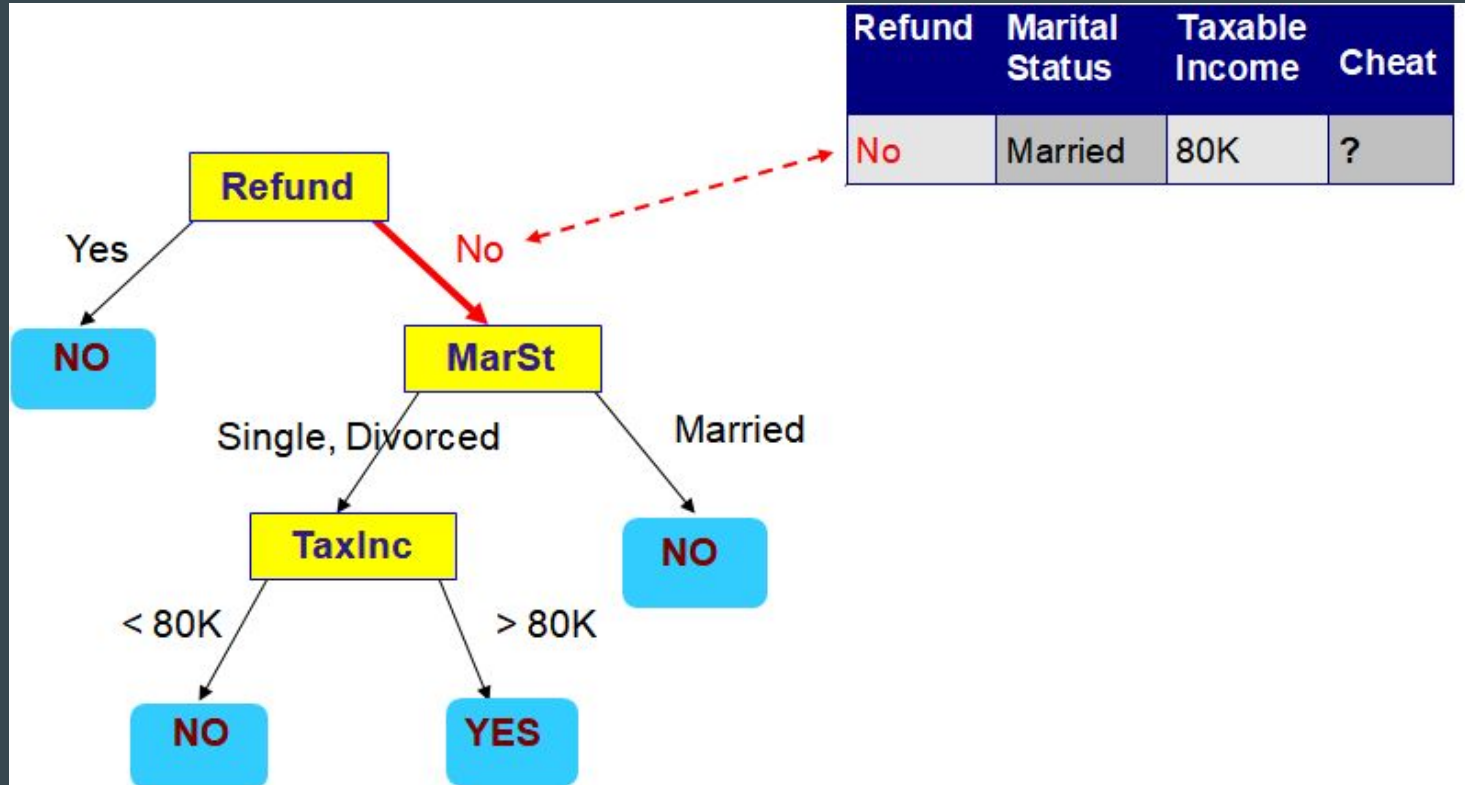 Refund Marital Status Taxable Income Cheat
No Married 80K ?
Refund
Yes No
NO MarSt
Single, Divorced Married
TaxInc NO
< 80K > 80K
NO YES